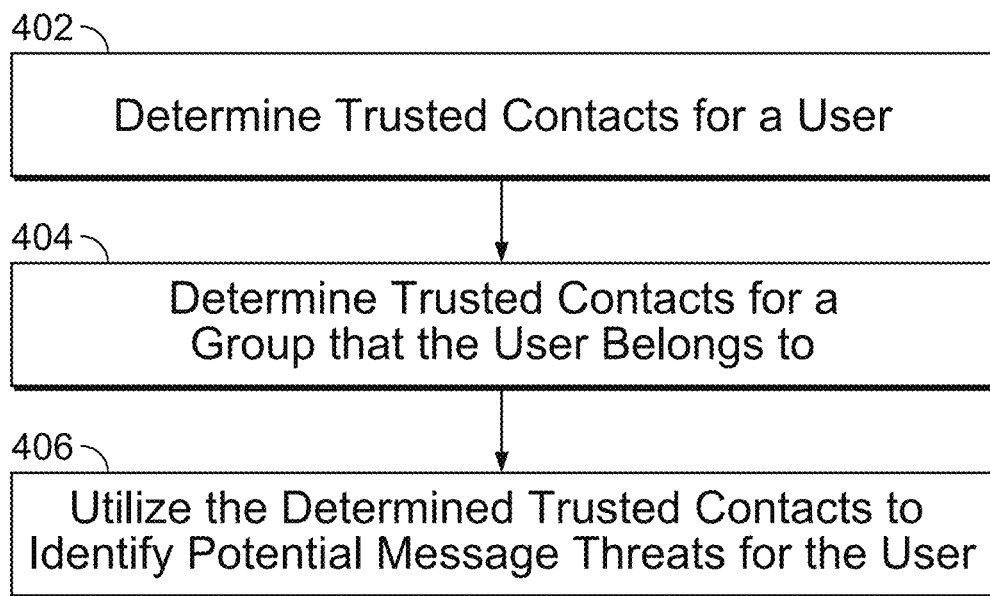 402
Determine Trusted Contacts for a User
404
Determine Trusted Contacts for a
Group that the User Belongs to
406
Utilize the Determined Trusted Contacts to
Identify Potential Message Threats for the User